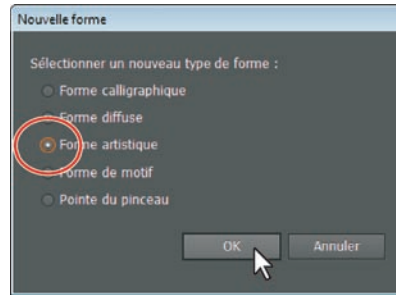 Nouvelle forme
Sélectionner un nouveau type de forme :
Forme calligraphique
Forme diffuse
Forme artistique
Forme de motif
Pointe du pinceau
OK
Annuler